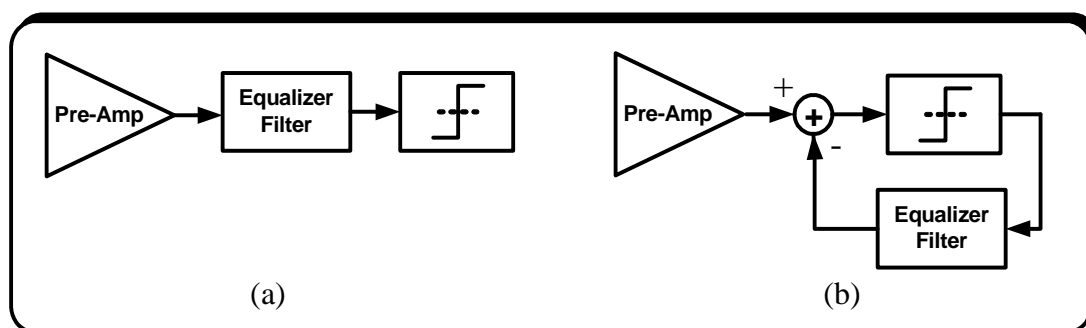 Pre-Amp
Equalizer
Filter
(a)
Pre-Amp
+
+
-
Equalizer
Filter
(b)